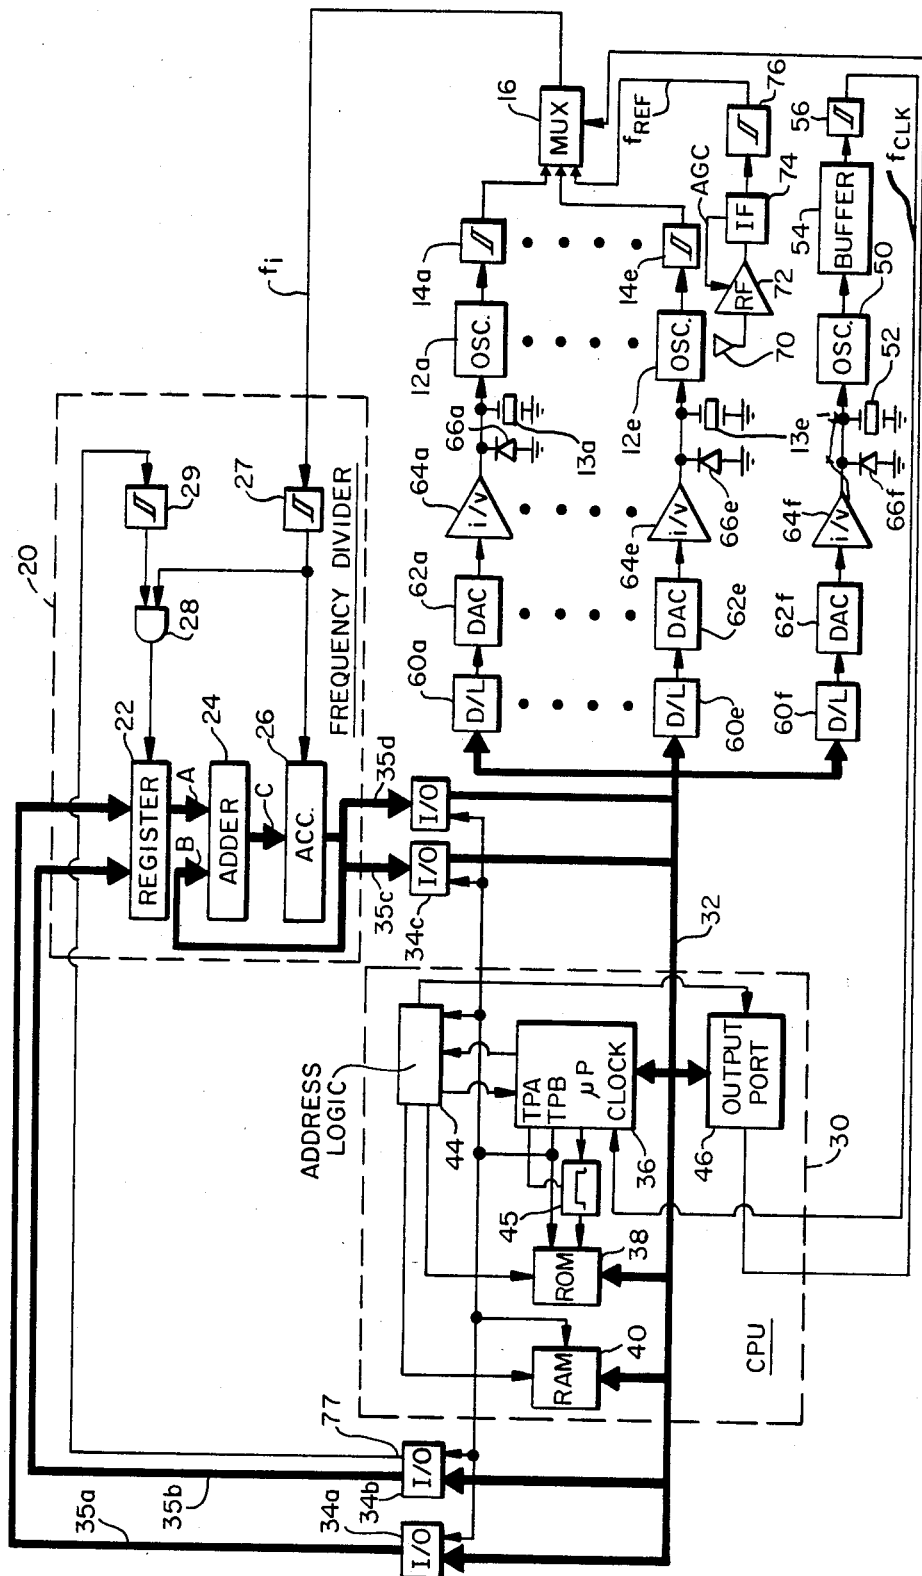 35a
35b
77
34a
I/O
34b
I/O
20
22
REGISTER
A
B
24
ADDER
C
26
ACC.
28
29
27
FREQUENCY DIVIDER
fi
35c
35d
34c
I/O
I/O
ADDRESS
LOGIC
44
TPA
TPB
μP
CLOCK
36
45
ROM
38
RAM
40
46
OUTPUT
PORT
30
CPU
32
60a
D/L
62a
DAC
64a
i/v
66a
13a
12a
OSC.
14a
16
MUX
fREF
60e
D/L
62e
DAC
64e
i/v
66e
13e
12e
OSC.
14e
70
RF
72
AGC
IF
74
76
60f
D/L
62f
DAC
64f
i/v
66f
52
OSC.
50
54
BUFFER
56
fCLK